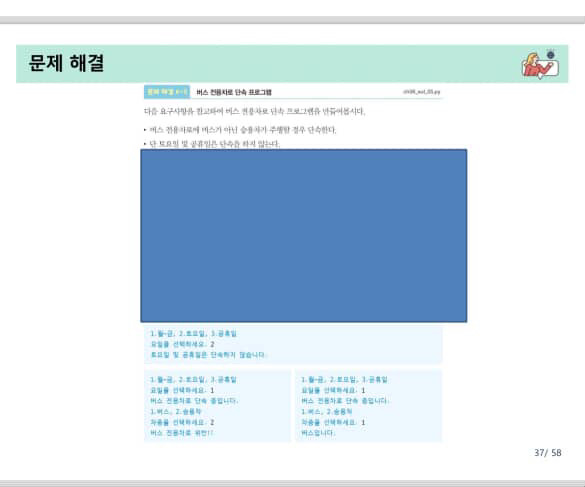 문제 해결
문제 해결 6-5 버스 전용차로 단속 프로그램
ch06_sol_05.py
다음 요구사항을 참고하여 버스 전용차로 단속 프로그램을 만들어봅시다.
• 버스 전용차로에 버스가 아닌 승용차가 주행할 경우 단속한다.
• 단 토요일 및 공휴일은 단속을 하지 않는다.
1.월~금, 2.토요일, 3.공휴일
요일을 선택하세요. 2
토요일 및 공휴일은 단속하지 않습니다.
1.월~금, 2.토요일, 3.공휴일
요일을 선택하세요. 1
버스 전용차로 단속 중입니다.
1.버스, 2.승용차
차종을 선택하세요. 2
버스 전용차로 위반!!
1.월~금, 2.토요일, 3.공휴일
요일을 선택하세요. 1
버스 전용차로 단속 중입니다.
1.버스, 2.승용차
차종을 선택하세요. 1
버스입니다.
37/ 58